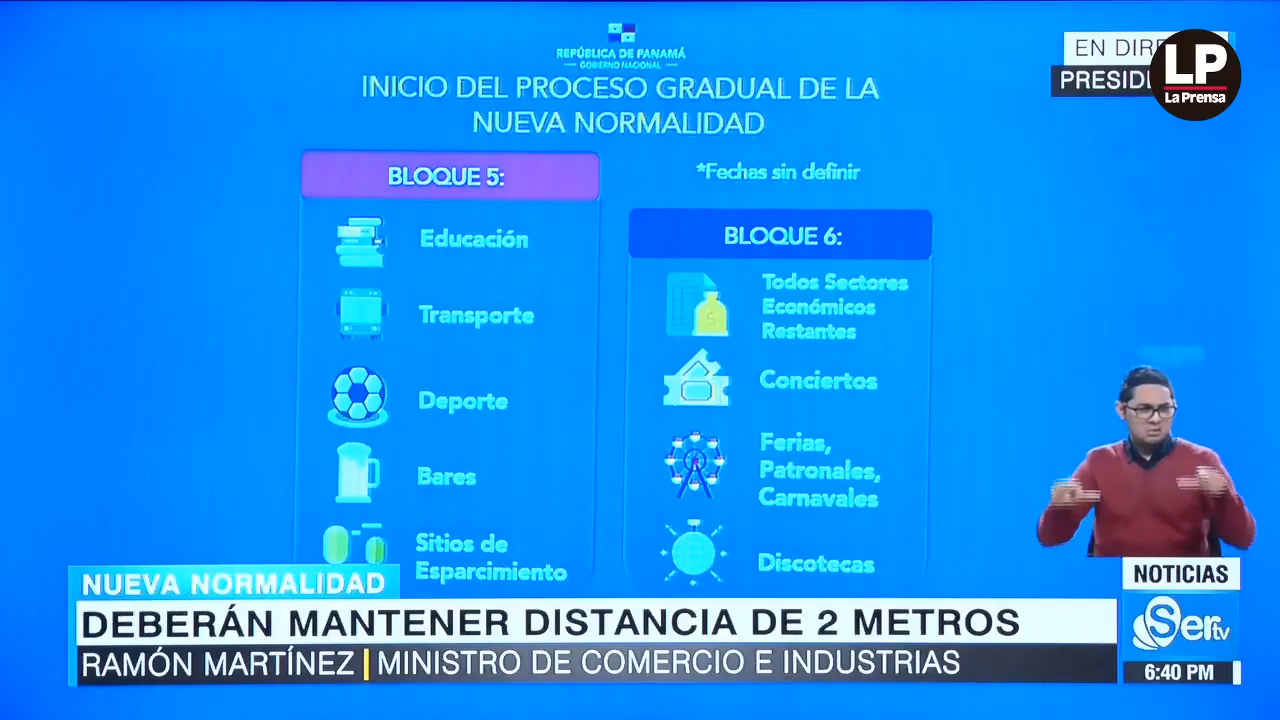 REPÚBLICA DE PANAMÁ
— GOBIERNO NACIONAL —
INICIO DEL PROCESO GRADUAL DE LA
NUEVA NORMALIDAD
EN DIRE
PRESID
LP
La Prensa
BLOQUE 5:
Educación
Transporte
Deporte
Bares
Sitios de
Esparcimiento
*Fechas sin definir
BLOQUE 6:
Todos Sectores
Económicos
Restantes
Conciertos
Ferias,
Patronales,
Carnavales
Discotecas
NUEVA NORMALIDAD
DEBERÁN MANTENER DISTANCIA DE 2 METROS
RAMÓN MARTÍNEZ | MINISTRO DE COMERCIO E INDUSTRIAS
NOTICIAS
Sertv
6:40 PM